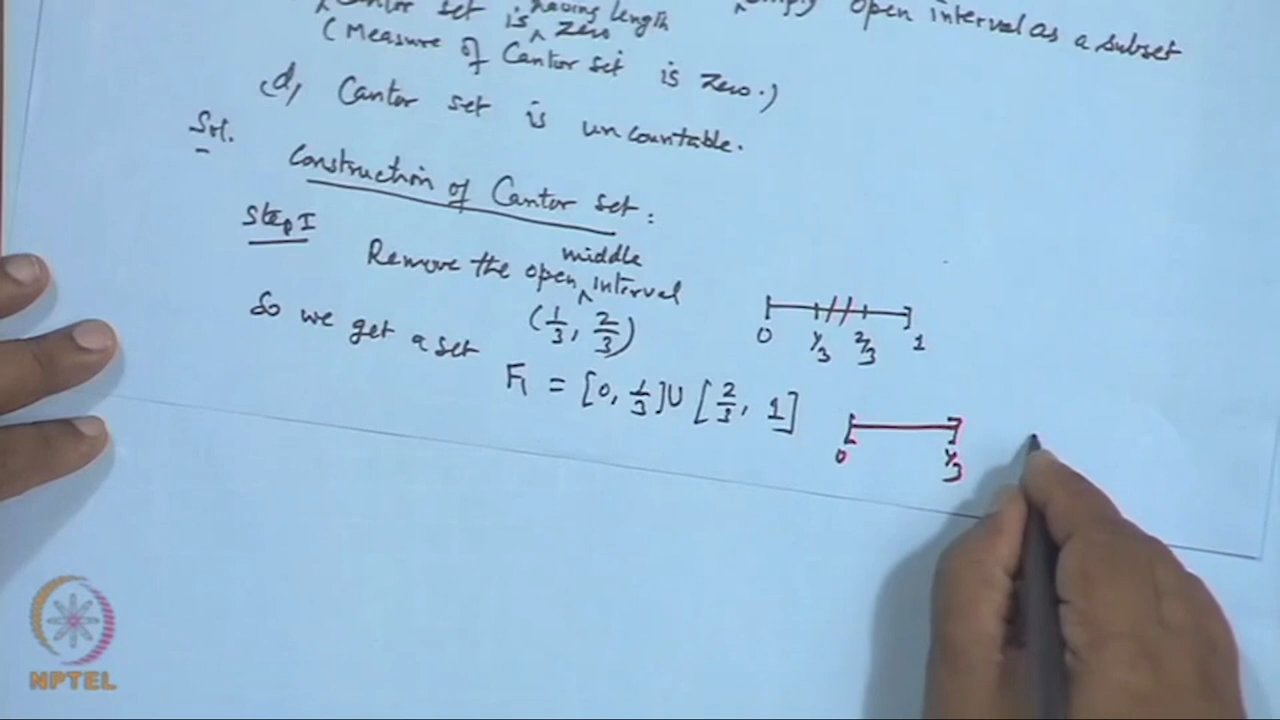 Cantor set is ^ zero having length
empty open interval as a subset
(Measure of Cantor set is zero.)
(d) Cantor set is uncountable.
Sol.
Construction of Cantor set :
Step I Remove the open ^ middle interval
(1/3, 2/3)
0 1/3 2/3 1
So we get a set
F1 = [0, 1/3] U [2/3, 1]
0 1/3
NPTEL